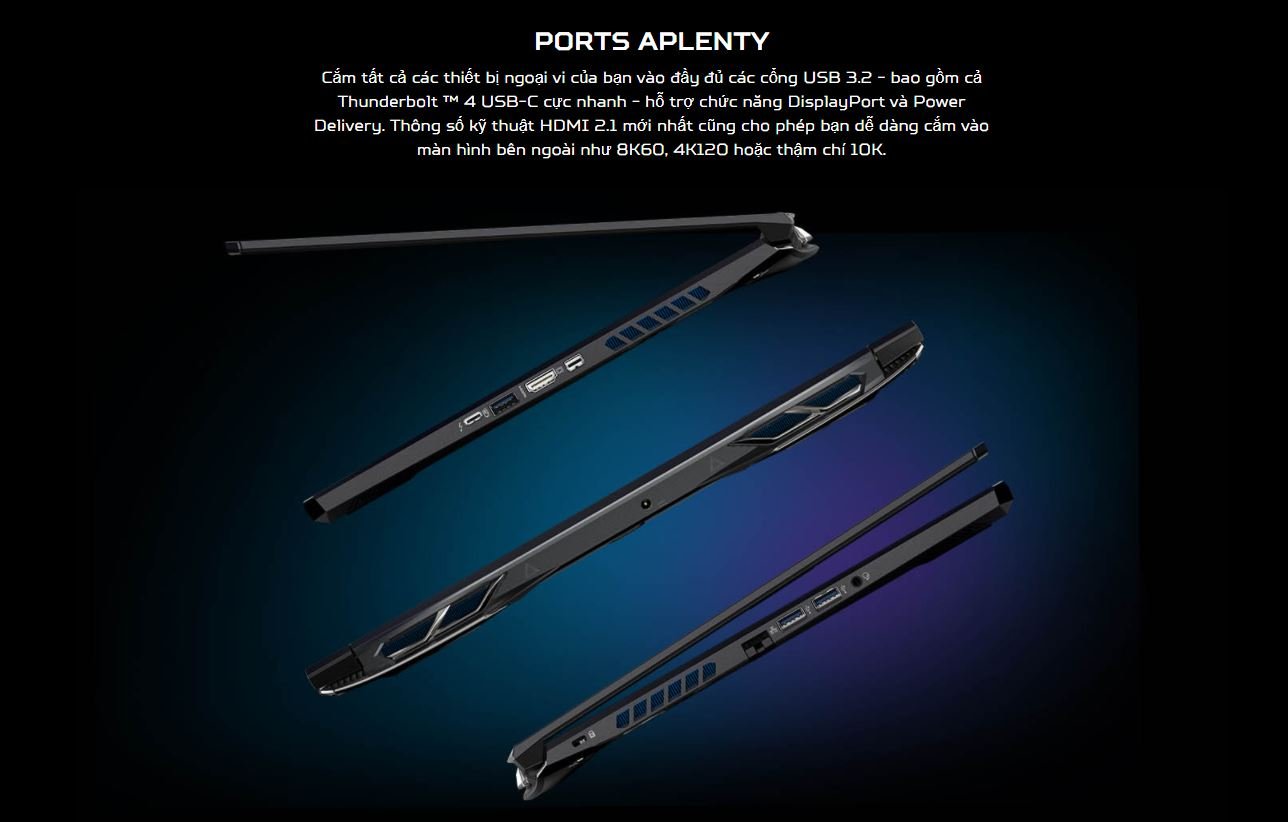 PORTS APLENTY
Cắm tất cả các thiết bị ngoại vi của bạn vào đầy đủ các cổng USB 3.2 - bao gồm cả
Thunderbolt ™ 4 USB-C cực nhanh - hỗ trợ chức năng DisplayPort và Power
Delivery. Thông số kỹ thuật HDMI 2.1 mới nhất cũng cho phép bạn dễ dàng cắm vào
màn hình bên ngoài như 8K60, 4K120 hoặc thậm chí 10K.